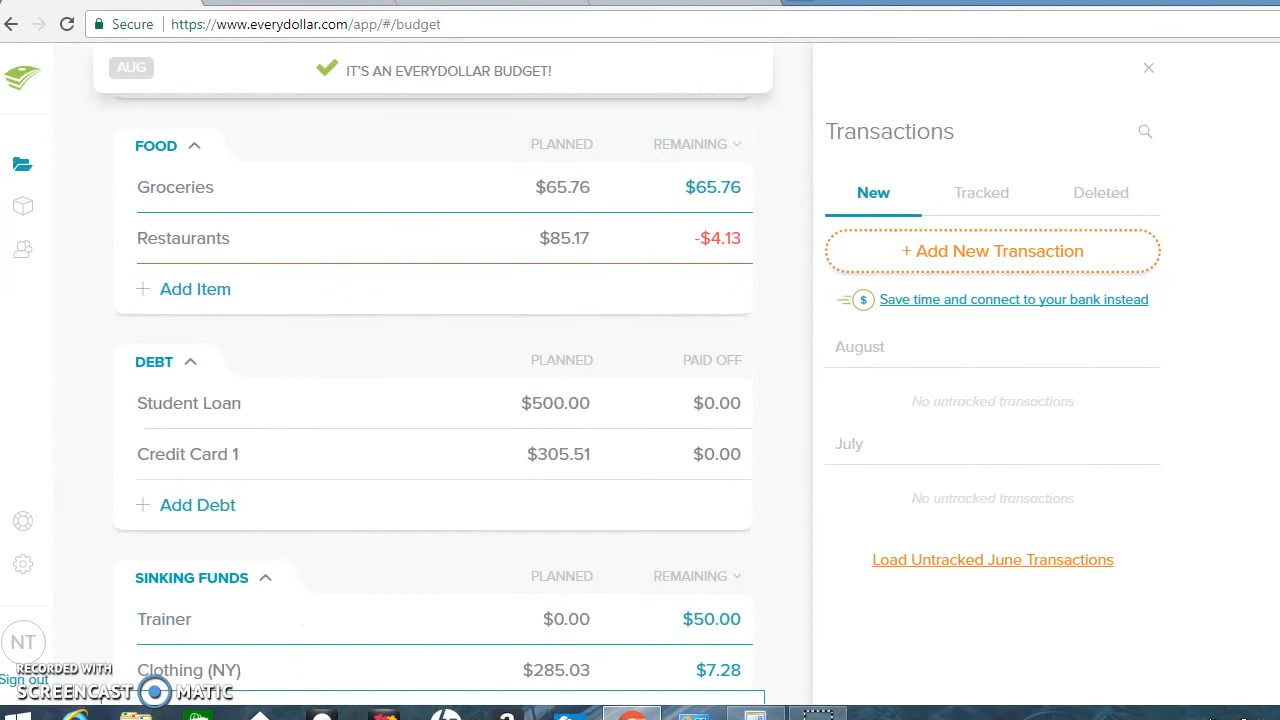 Secure https://www.everydollar.com/app/#/budget
AUG IT'S AN EVERYDOLLAR BUDGET!
FOOD PLANNED REMAINING
Groceries $65.76 $65.76
Restaurants $85.17 -$4.13
+ Add Item
DEBT PLANNED PAID OFF
Student Loan $500.00 $0.00
Credit Card 1 $305.51 $0.00
+ Add Debt
SINKING FUNDS PLANNED REMAINING
Trainer $0.00 $50.00
Clothing (NY) $285.03 $7.28
Transactions
New Tracked Deleted
+ Add New Transaction
$ Save time and connect to your bank instead
August
No untracked transactions
July
No untracked transactions
Load Untracked June Transactions
NT
Sign out
RECORDED WITH
SCREENCAST MATIC